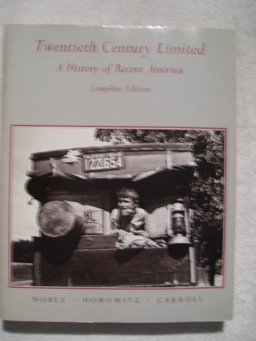 Twentieth Century Limited
A History of Recent America
Complete Edition
NOBLE · HOROWITZ · CARROLL